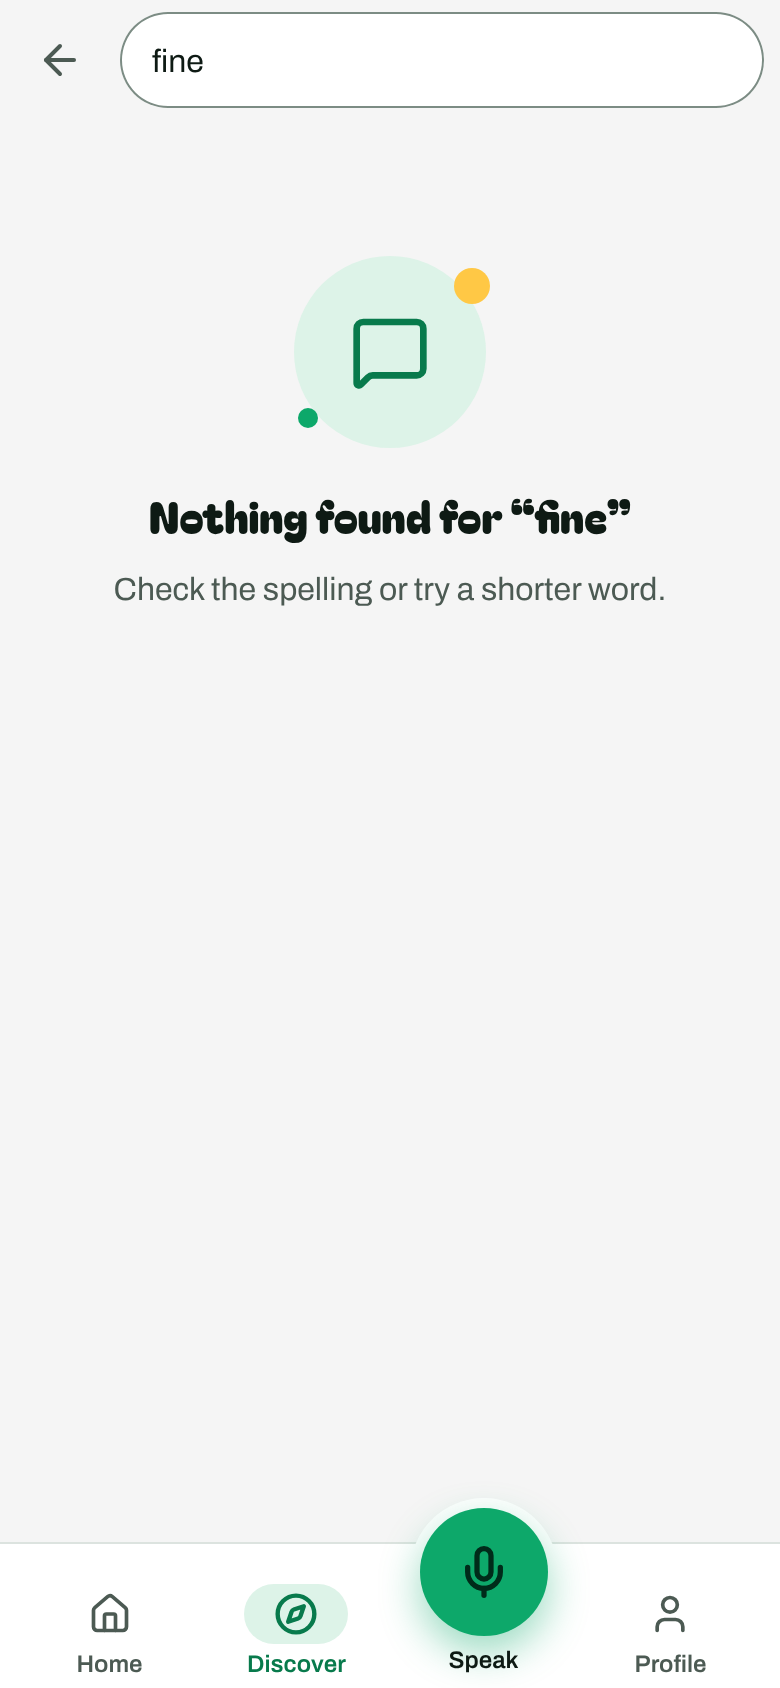 fine
Nothing found for “fine”
Check the spelling or try a shorter word.
Home
Discover
Speak
Profile